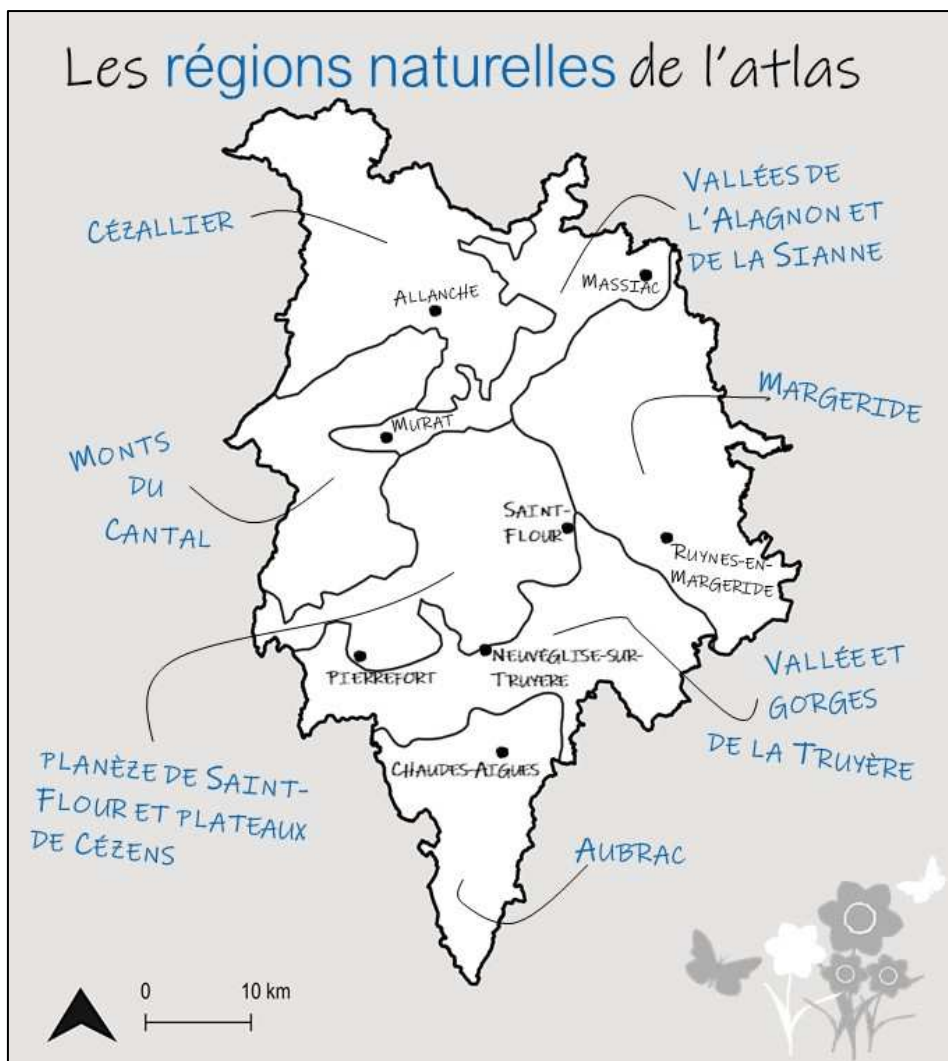 Les régions naturelles de l'atlas
CÉZALLIER
VALLÉES DE
L'ALAGNON ET
DE LA SIANNE
MASSIAC
ALLANCHE
MARGERIDE
MURAT
MONTS
DU
CANTAL
SAINT-
FLOUR
RUYNES-EN-
MARGERIDE
PIERREFORT
NEUVÉGLISE-SUR-
TRUYÈRE
VALLÉE ET
GORGES
DE LA TRUYÈRE
PLANÈZE DE SAINT-
FLOUR ET PLATEAUX
DE CÉZENS
CHAUDES-AIGUES
AUBRAC
0 10 km